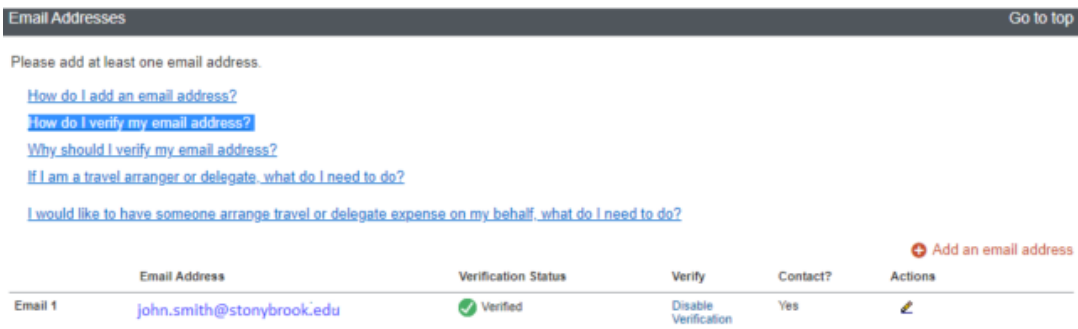 Email Addresses Go to top
Please add at least one email address.
How do I add an email address?
How do I verify my email address?
Why should I verify my email address?
If I am a travel arranger or delegate, what do I need to do?
I would like to have someone arrange travel or delegate expense on my behalf, what do I need to do?
Add an email address
Email Address Verification Status Verify Contact? Actions
Email 1 john.smith@stonybrook.edu Verified Disable Yes
Verification